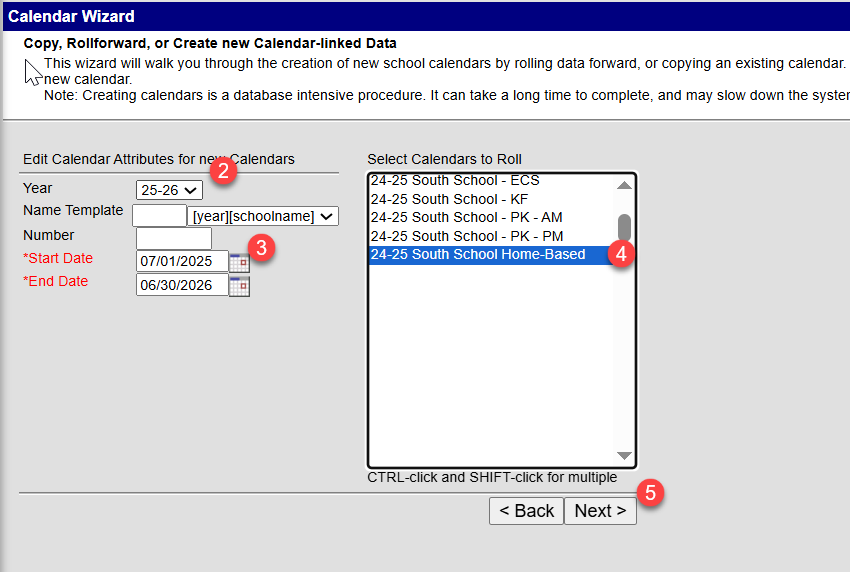 Calendar Wizard
Copy, Rollforward, or Create new Calendar-linked Data
This wizard will walk you through the creation of new school calendars by rolling data forward, or copying an existing calendar.
new calendar.
Note: Creating calendars is a database intensive procedure. It can take a long time to complete, and may slow down the system
Edit Calendar Attributes for new Calendars
2
Year
25-26
Name Template
[year][schoolname]
Number
*Start Date
07/01/2025
3
*End Date
06/30/2026
Select Calendars to Roll
24-25 South School - ECS
24-25 South School - KF
24-25 South School - PK - AM
24-25 South School - PK - PM
24-25 South School Home-Based
4
CTRL-click and SHIFT-click for multiple
< Back
Next >
5